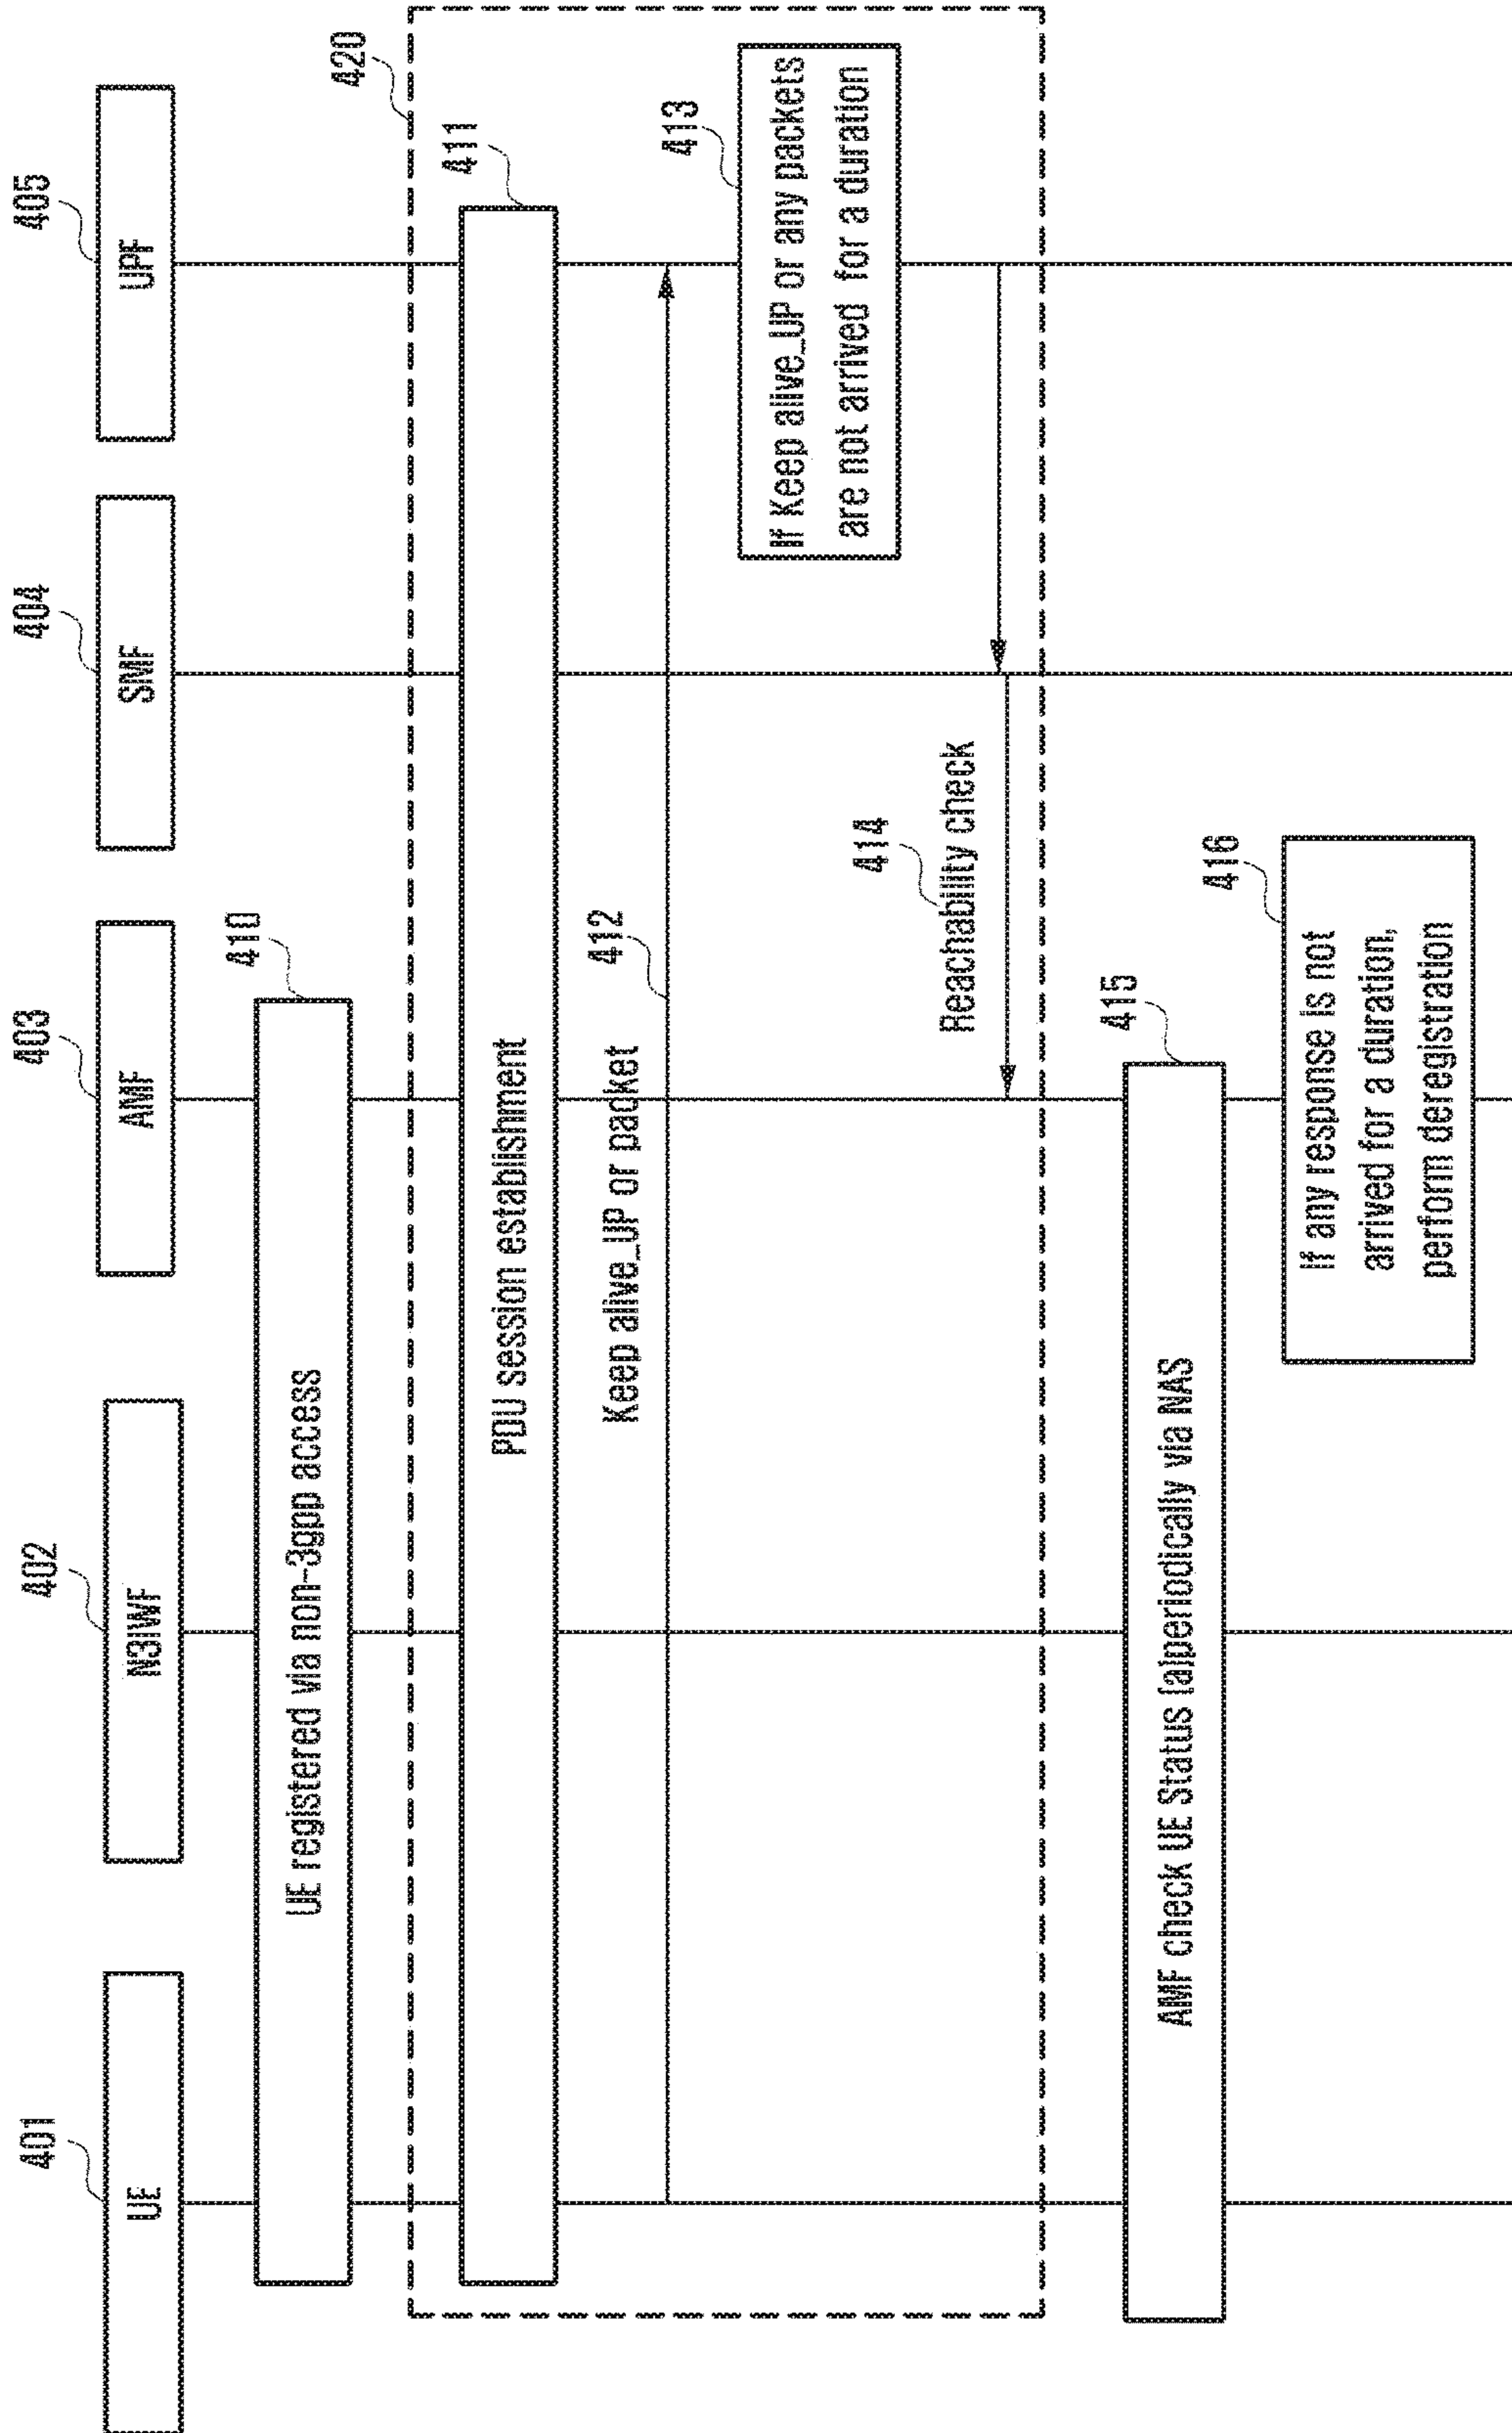 401
UE
402
N3IWF
403
AMF
404
SMF
405
UPF
410
UE registered via non-3gpp access
420
411
PDU session establishment
412
Keep alive_UP or packet
413
If Keep alive_UP or any packets
are not arrived for a duration
414
Reachability check
415
AMF check UE Status (a)periodically via NAS
416
If any response is not
arrived for a duration,
perform deregistration